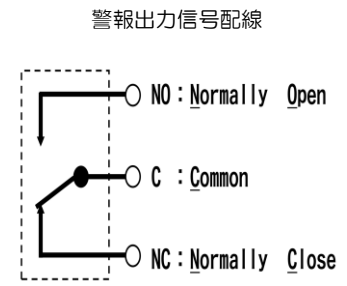 警報出力信号配線
NO：Normally Open
C ：Common
NC：Normally Close